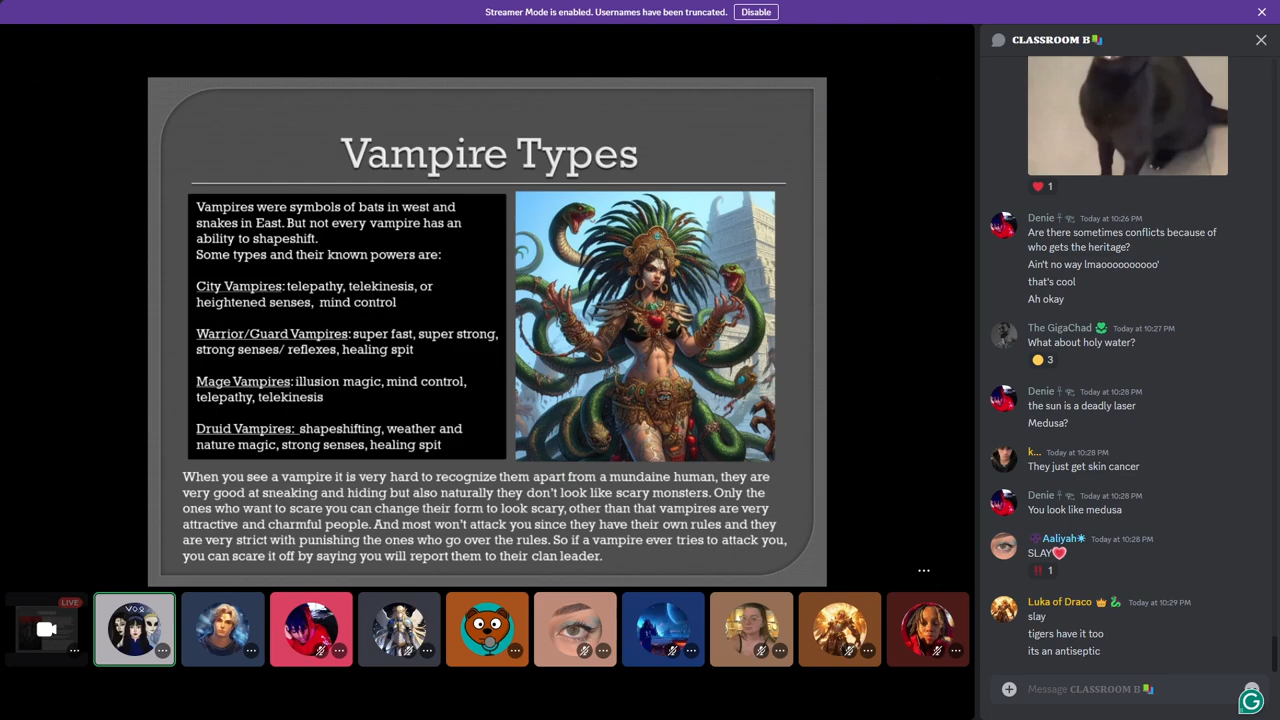 Streamer Mode is enabled. Usernames have been truncated. Disable
Vampire Types
Vampires were symbols of bats in west and
snakes in East. But not every vampire has an
ability to shapeshift.
Some types and their known powers are:
City Vampires: telepathy, telekinesis, or
heightened senses, mind control
Warrior/Guard Vampires: super fast, super strong,
strong senses/ reflexes, healing spit
Mage Vampires: illusion magic, mind control,
telepathy, telekinesis
Druid Vampires: shapeshifting, weather and
nature magic, strong senses, healing spit
When you see a vampire it is very hard to recognize them apart from a mundaine human, they are
very good at sneaking and hiding but also naturally they don't look like scary monsters. Only the
ones who want to scare you can change their form to look scary, other than that vampires are very
attractive and charmful people. And most won't attack you since they have their own rules and they
are very strict with punishing the ones who go over the rules. So if a vampire ever tries to attack you,
you can scare it off by saying you will report them to their clan leader.
LIVE
CLASSROOM B
1
Denie Today at 10:26 PM
Are there sometimes conflicts because of
who gets the heritage?
Ain't no way lmaoooooooooo'
that's cool
Ah okay
The GigaChad Today at 10:27 PM
What about holy water?
3
Denie Today at 10:28 PM
the sun is a deadly laser
Medusa?
k... Today at 10:28 PM
They just get skin cancer
Denie Today at 10:28 PM
You look like medusa
Aaliyah Today at 10:28 PM
SLAY
1
Luka of Draco Today at 10:29 PM
slay
tigers have it too
its an antiseptic
Message CLASSROOM B